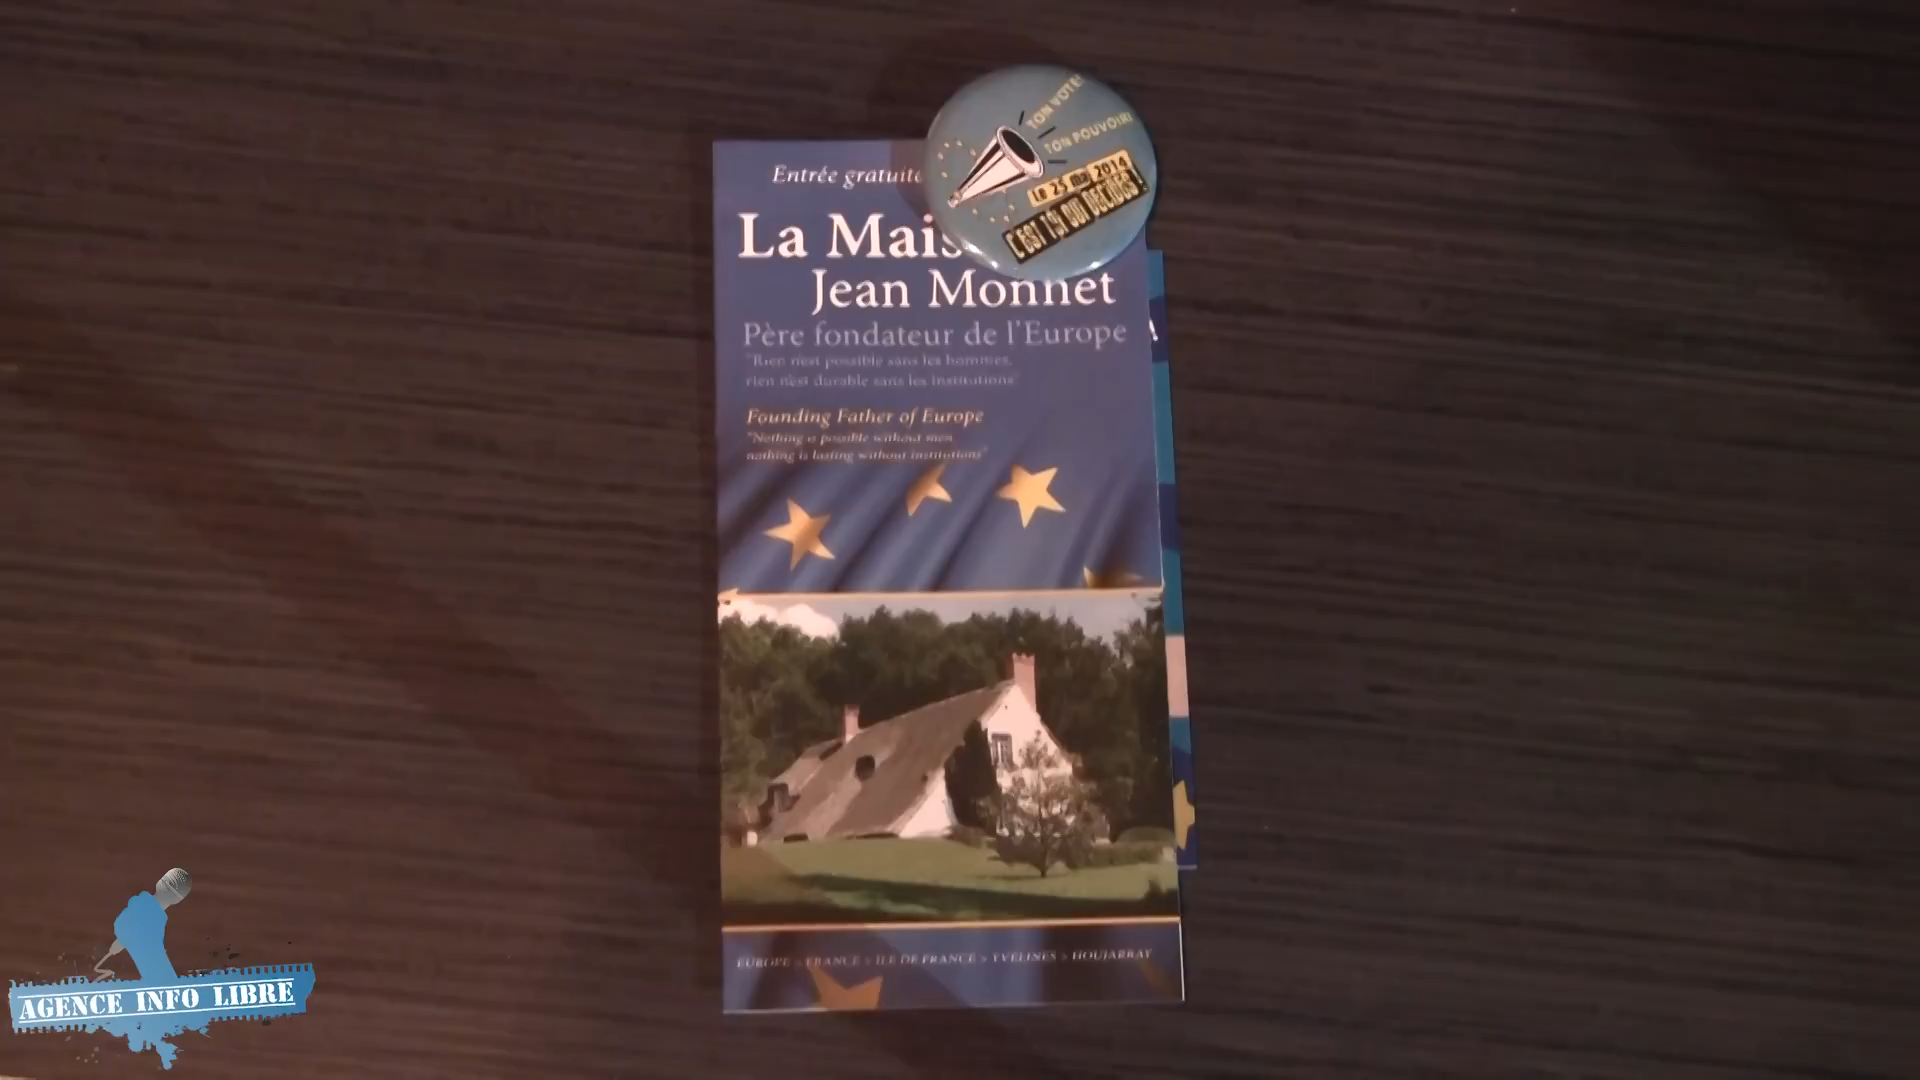 TON VOTE!
TON POUVOIR!
Le 25 mai 2014
C'EST TOI QUI DÉCIDES!
Entrée gratuite
La Mais
Jean Monnet
Père fondateur de l'Europe
"Rien n'est possible sans les hommes,
rien n'est durable sans les institutions"
Founding Father of Europe
"Nothing is possible without men
nothing is lasting without institutions"
EUROPE > FRANCE > ÎLE DE FRANCE > YVELINES > HOUJARRAY
AGENCE INFO LIBRE